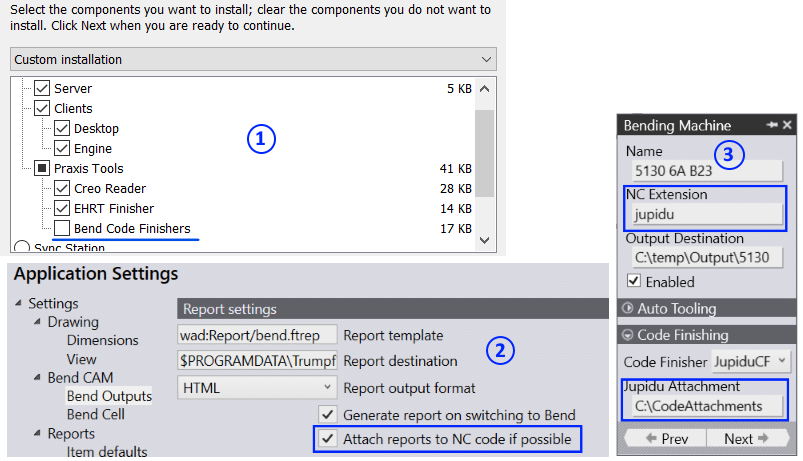 Select the components you want to install; clear the components you do not want to
install. Click Next when you are ready to continue.
Custom installation
Server 5 KB
Clients
Desktop
Engine
1
Praxis Tools 41 KB
Creo Reader 28 KB
EHRT Finisher 14 KB
Bend Code Finishers 17 KB
Sync Station
Application Settings
Settings
Drawing
Dimensions
View
Bend CAM
Bend Outputs
Bend Cell
Reports
Item defaults
Report settings
wad:Report/bend.ftrep Report template
2
$PROGRAMDATA\Trumpf Report destination
HTML Report output format
Generate report on switching to Bend
Attach reports to NC code if possible
Bending Machine
3
Name
5130 6A B23
NC Extension
jupidu
Output Destination
C:\temp\Output\5130
Enabled
Auto Tooling
Code Finishing
Code Finisher JupiduCF
Jupidu Attachment
C:\CodeAttachments
Prev Next